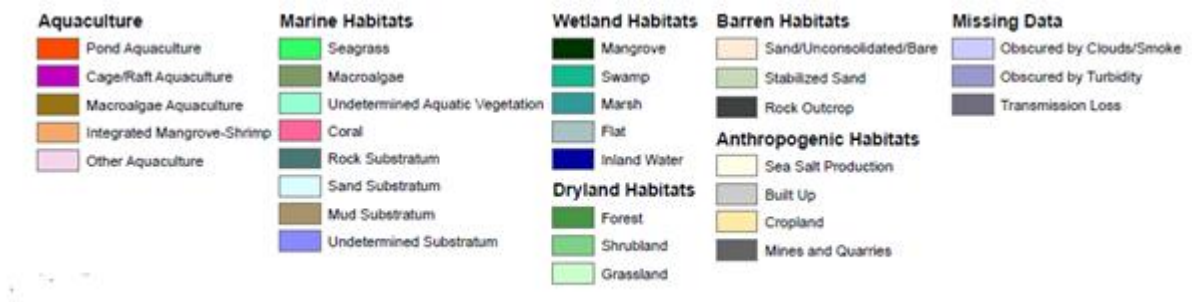 Aquaculture
Pond Aquaculture
Cage/Raft Aquaculture
Macroalgae Aquaculture
Integrated Mangrove-Shrimp
Other Aquaculture
Marine Habitats
Seagrass
Macroalgae
Undetermined Aquatic Vegetation
Coral
Rock Substratum
Sand Substratum
Mud Substratum
Undetermined Substratum
Wetland Habitats
Mangrove
Swamp
Marsh
Flat
Inland Water
Dryland Habitats
Forest
Shrubland
Grassland
Barren Habitats
Sand/Unconsolidated/Bare
Stabilized Sand
Rock Outcrop
Anthropogenic Habitats
Sea Salt Production
Built Up
Cropland
Mines and Quarries
Missing Data
Obscured by Clouds/Smoke
Obscured by Turbidity
Transmission Loss